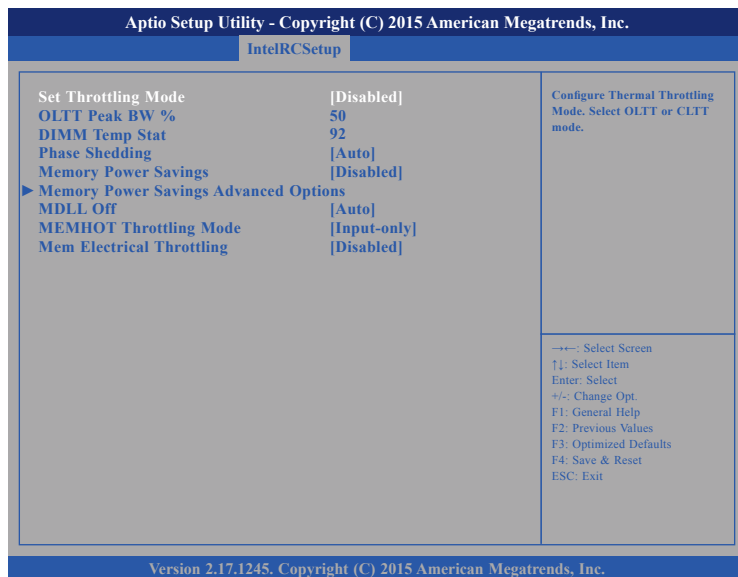 Aptio Setup Utility - Copyright (C) 2015 American Megatrends, Inc.
IntelRCSetup
Set Throttling Mode [Disabled]
OLTT Peak BW % 50
DIMM Temp Stat 92
Phase Shedding [Auto]
Memory Power Savings [Disabled]
► Memory Power Savings Advanced Options
MDLL Off [Auto]
MEMHOT Throttling Mode [Input-only]
Mem Electrical Throttling [Disabled]
Configure Thermal Throttling
Mode. Select OLTT or CLTT
mode.
→←: Select Screen
↑↓: Select Item
Enter: Select
+/-: Change Opt.
F1: General Help
F2: Previous Values
F3: Optimized Defaults
F4: Save & Reset
ESC: Exit
Version 2.17.1245. Copyright (C) 2015 American Megatrends, Inc.